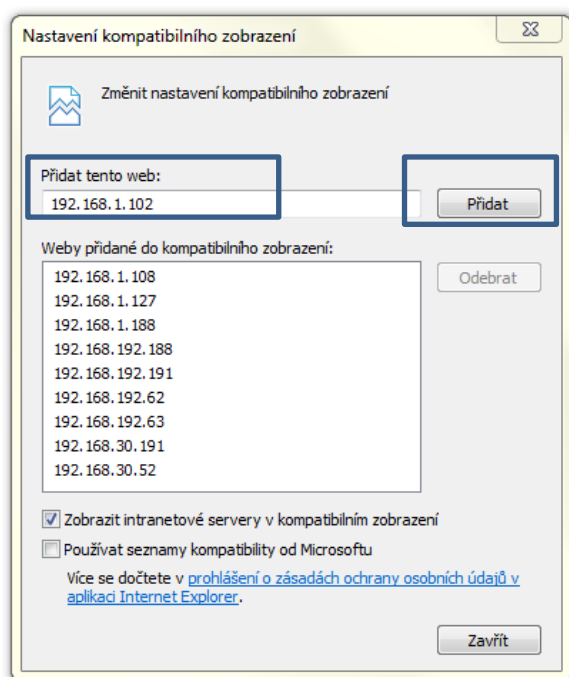 Nastavení kompatibilního zobrazení
Změnit nastavení kompatibilního zobrazení
Přidat tento web:
192.168.1.102
Přidat
Weby přidané do kompatibilního zobrazení:
192.168.1.108
192.168.1.127
192.168.1.188
192.168.192.188
192.168.192.191
192.168.192.62
192.168.192.63
192.168.30.191
192.168.30.52
Odebrat
Zobrazit intranetové servery v kompatibilním zobrazení
Používat seznamy kompatibility od Microsoftu
Více se dočtete v prohlášení o zásadách ochrany osobních údajů v
aplikaci Internet Explorer.
Zavřít